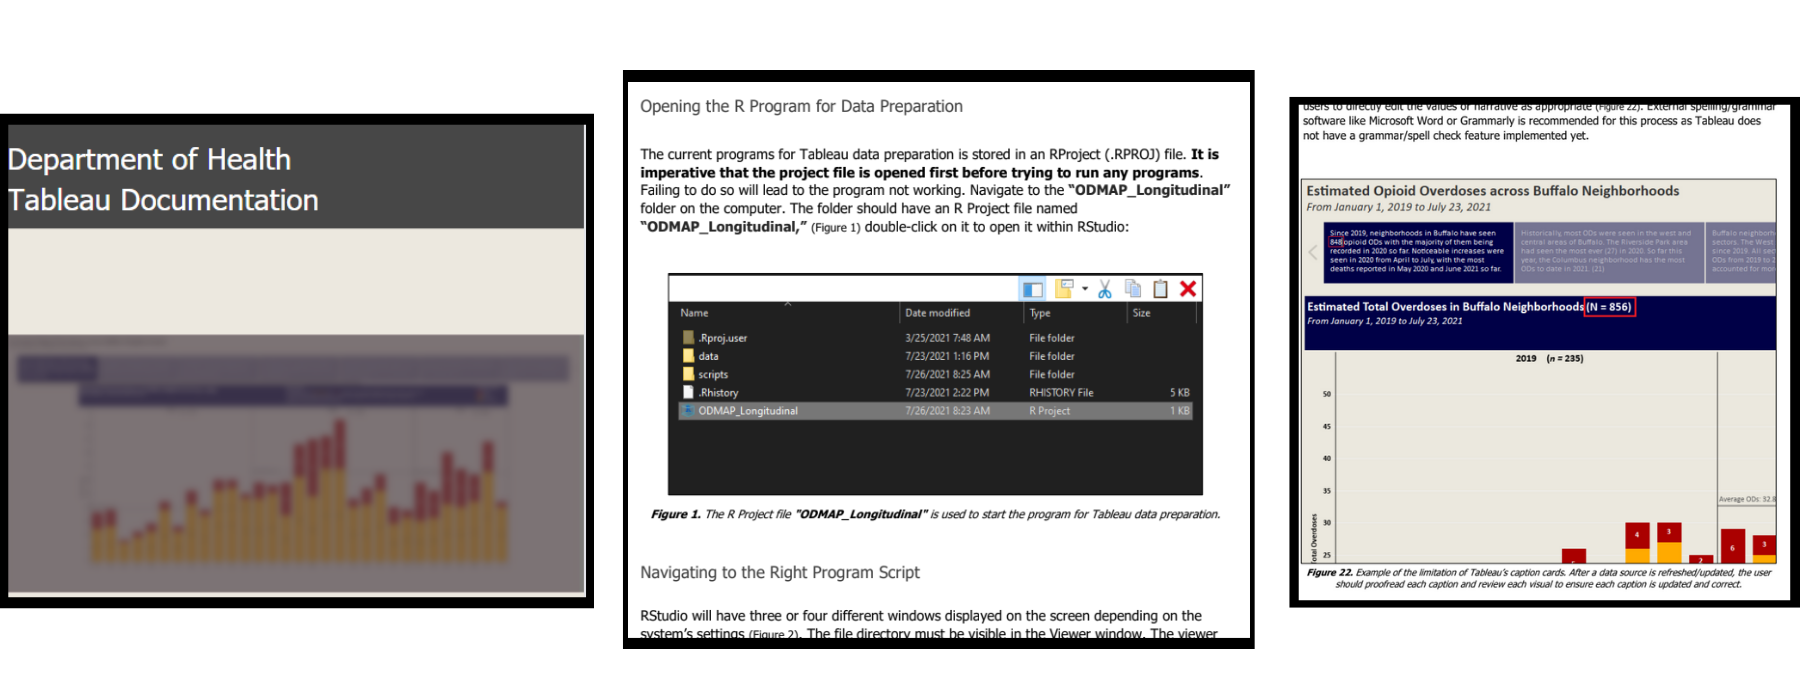 Department of Health
Tableau Documentation
Opening the R Program for Data Preparation
The current programs for Tableau data preparation is stored in an RProject (.RPROJ) file. It is
imperative that the project file is opened first before trying to run any programs.
Failing to do so will lead to the program not working. Navigate to the “ODMAP_Longitudinal”
folder on the computer. The folder should have an R Project file named
“ODMAP_Longitudinal,” (Figure 1) double-click on it to open it within RStudio:
Name Date modified Type Size
.Rproj.user 3/25/2021 7:48 AM File folder
data 7/23/2021 1:16 PM File folder
scripts 7/26/2021 8:25 AM File folder
.Rhistory 7/23/2021 2:22 PM RHISTORY File 5 KB
ODMAP_Longitudinal 7/26/2021 8:23 AM R Project 1 KB
Figure 1. The R Project file "ODMAP_Longitudinal" is used to start the program for Tableau data preparation.
Navigating to the Right Program Script
RStudio will have three or four different windows displayed on the screen depending on the
system’s settings (Figure 2). The file directory must be visible in the Viewer window. The viewer
users to directly edit the values or narrative as appropriate (Figure 22). External spelling/grammar
software like Microsoft Word or Grammarly is recommended for this process as Tableau does
not have a grammar/spell check feature implemented yet.
Estimated Opioid Overdoses across Buffalo Neighborhoods
From January 1, 2019 to July 23, 2021
Since 2019, neighborhoods in Buffalo have seen
848 opioid ODs with the majority of them being
recorded in 2020 so far. Noticeable increases were
seen in 2020 from April to July, with the most
deaths reported in May 2020 and June 2021 so far.
Historically, most ODs were seen in the west and
central areas of Buffalo. The Riverside Park area
had seen the most ever (27) in 2020. So far this
year, the Columbus neighborhood has the most
ODs to date in 2021. (21)
Buffalo neighborh
sectors. The West
since 2019. All sec
ODs from 2019 to 2
accounted for mor
Estimated Total Overdoses in Buffalo Neighborhoods (N = 856)
From January 1, 2019 to July 23, 2021
2019 (n = 235)
50
45
40
35
Average ODs: 32.8
30
25
4
3
2
6
3
Figure 22. Example of the limitation of Tableau's caption cards. After a data source is refreshed/updated, the user
should proofread each caption and review each visual to ensure each caption is updated and correct.